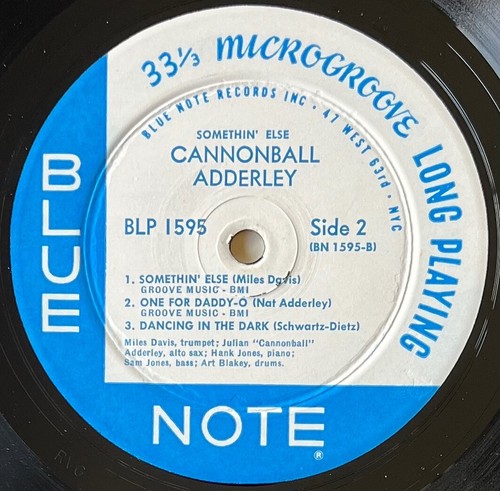 33⅓ MICROGROOVE LONG PLAYING
BLUE NOTE RECORDS INC • 47 WEST 63rd • NYC
SOMETHIN' ELSE
CANNONBALL
ADDERLEY
BLP 1595 Side 2
(BN 1595-B)
1. SOMETHIN' ELSE (Miles Davis)
GROOVE MUSIC - BMI
2. ONE FOR DADDY-O (Nat Adderley)
GROOVE MUSIC - BMI
3. DANCING IN THE DARK (Schwartz-Dietz)
Miles Davis, trumpet; Julian "Cannonball"
Adderley, alto sax; Hank Jones, piano;
Sam Jones, bass; Art Blakey, drums.
BLUE
NOTE
®